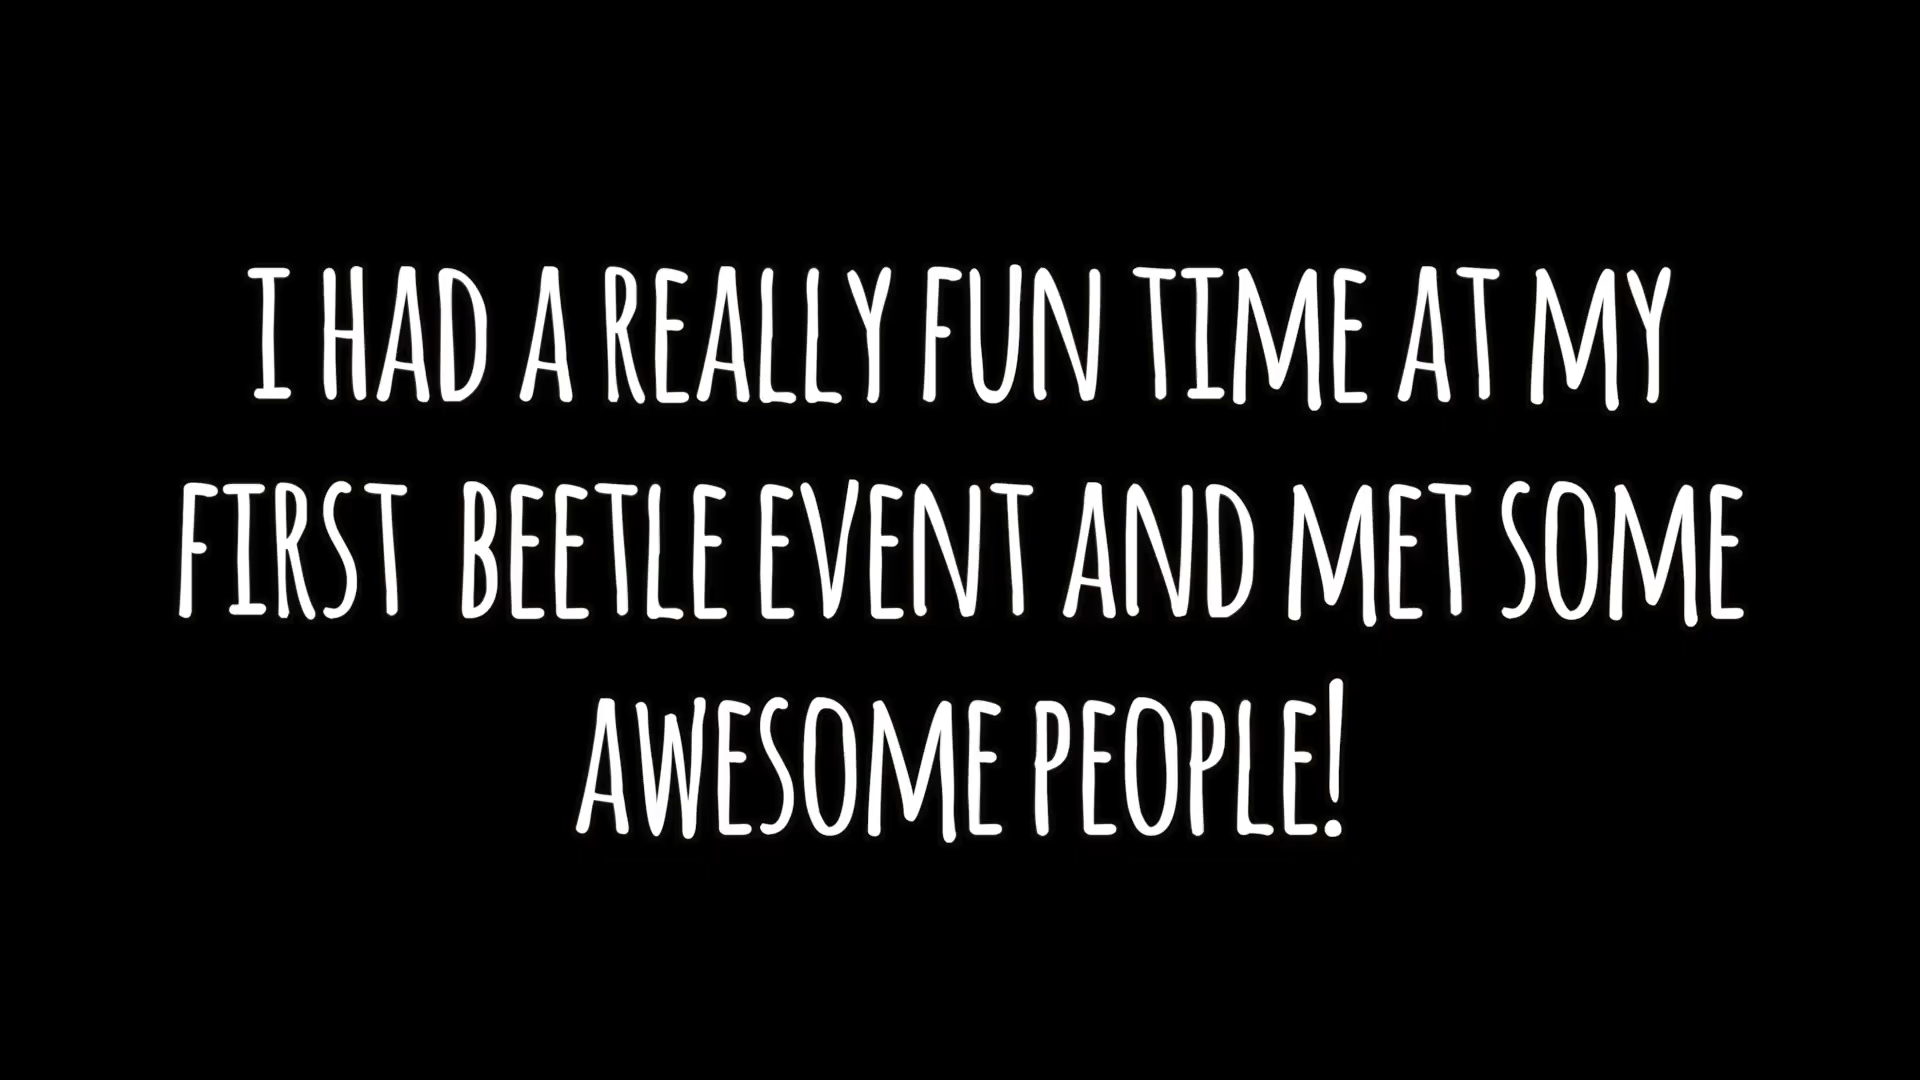 I HAD A REALLY FUN TIME AT MY
FIRST BEETLE EVENT AND MET SOME
AWESOME PEOPLE!